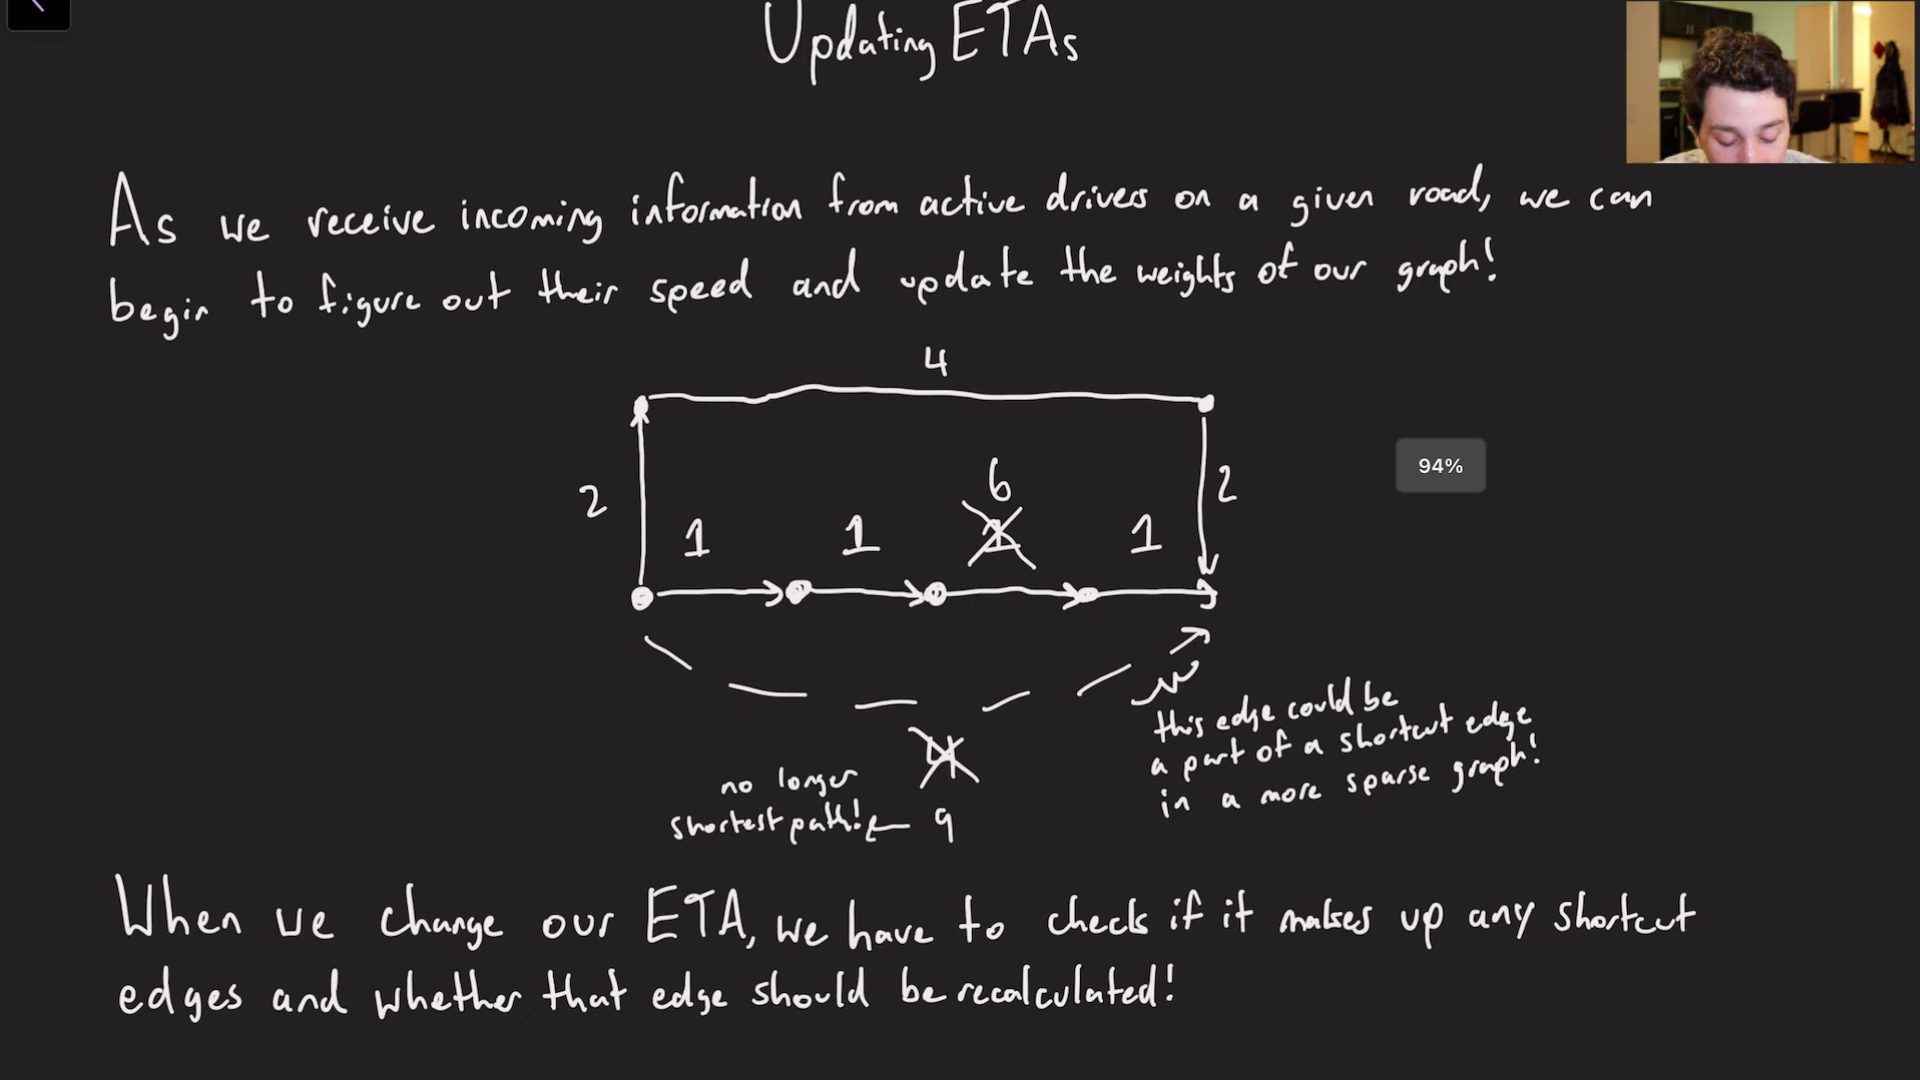 Updating ETAs
As we receive incoming information from active drivers on a given road, we can
begin to figure out their speed and update the weights of our graph!
4
94%
6
2
2
1 1 1 1
this edge could be
a part of a shortcut edge
in a more sparse graph!
4
no longer
shortest path! ← 9
When we change our ETA, we have to check if it makes up any shortcut
edges and whether that edge should be recalculated!